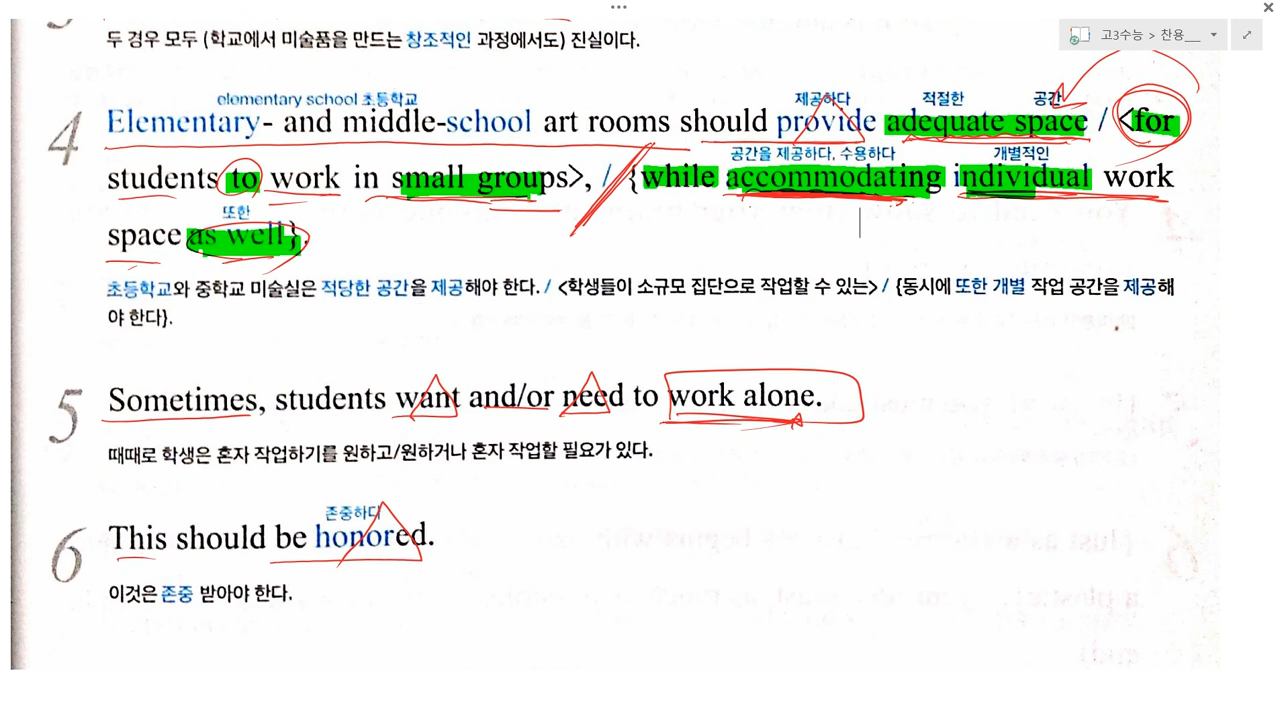 고3수능 > 찬용__
두 경우 모두 (학교에서 미술품을 만드는 창조적인 과정에서도) 진실이다.
elementary school 초등학교 제공하다 적절한 공간
4 Elementary- and middle-school art rooms should provide adequate space / <for
공간을 제공하다, 수용하다 개별적인
students to work in small groups>, / {while accommodating individual work
또한
space as well}.
초등학교와 중학교 미술실은 적당한 공간을 제공해야 한다. / <학생들이 소규모 집단으로 작업할 수 있는> / {동시에 또한 개별 작업 공간을 제공해
야 한다}.
5 Sometimes, students want and/or need to work alone.
때때로 학생은 혼자 작업하기를 원하고/원하거나 혼자 작업할 필요가 있다.
존중하다
6 This should be honored.
이것은 존중 받아야 한다.